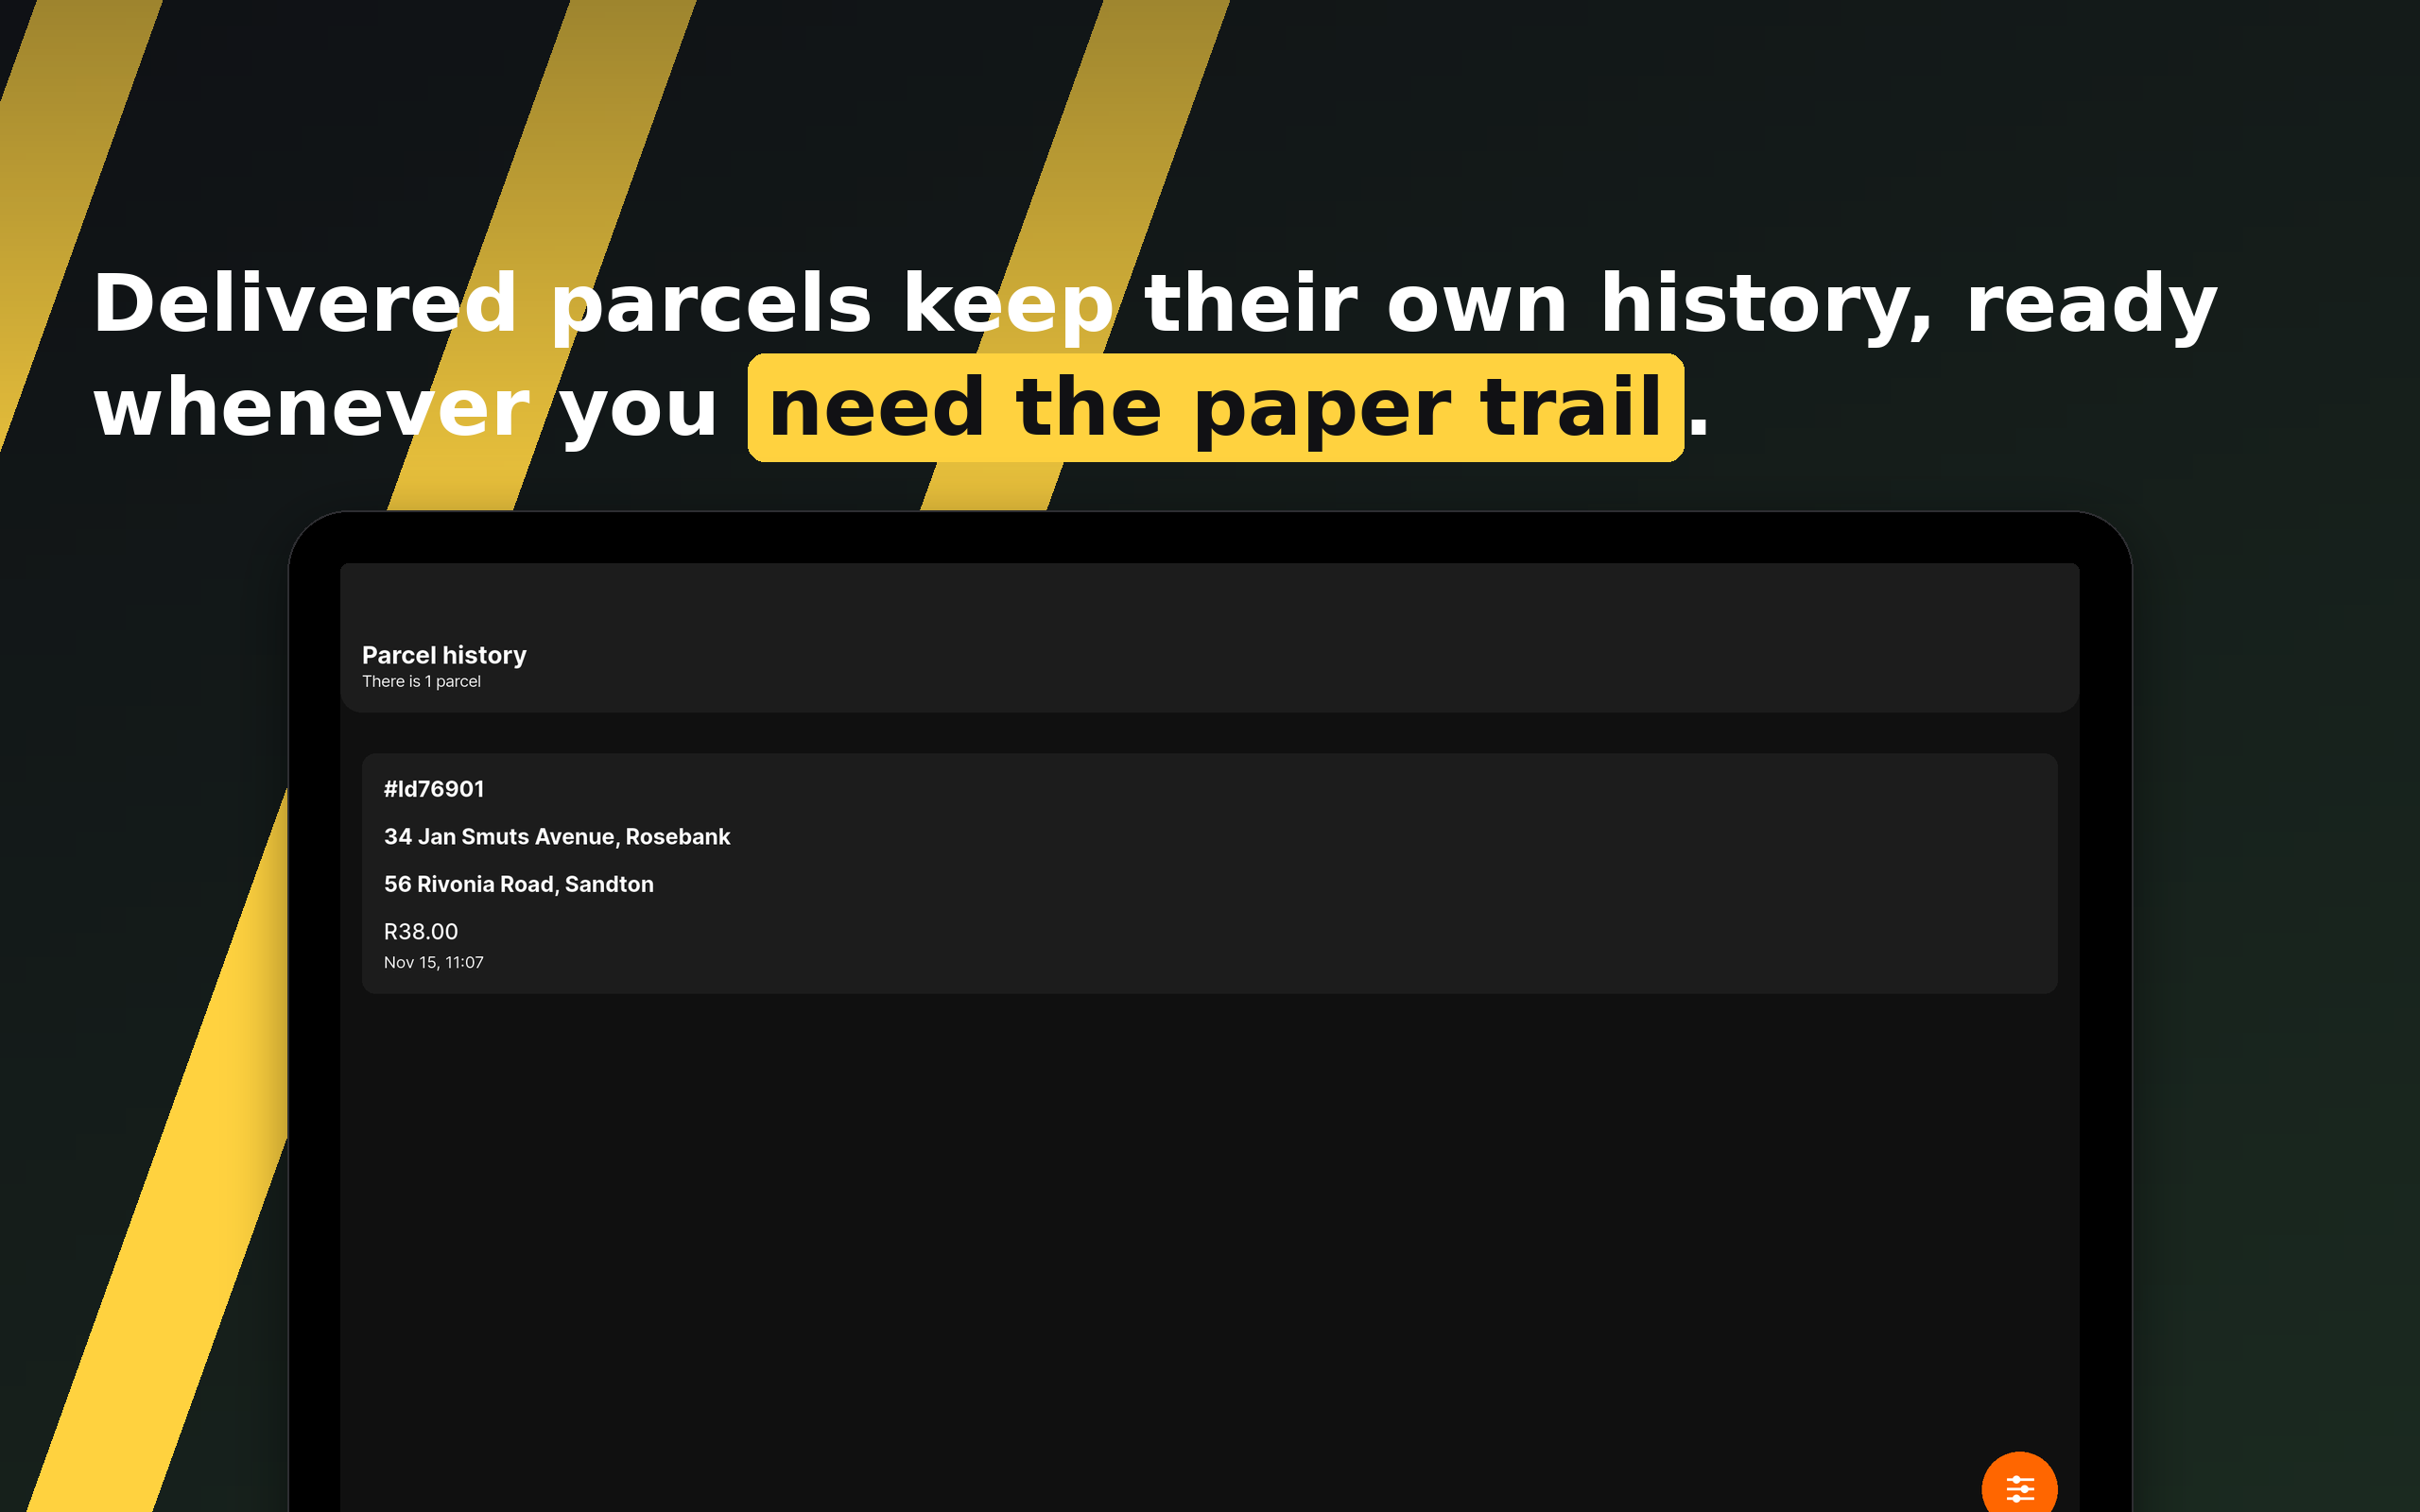 Delivered parcels keep their own history, ready
whenever you need the paper trail.
Parcel history
There is 1 parcel
#Id76901
34 Jan Smuts Avenue, Rosebank
56 Rivonia Road, Sandton
R38.00
Nov 15, 11:07